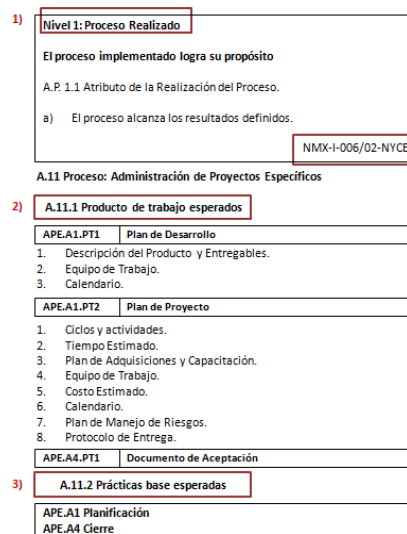 1) Nivel 1: Proceso Realizado
El proceso implementado logra su propósito
A.P. 1.1 Atributo de la Realización del Proceso.
a) El proceso alcanza los resultados definidos.
NMX-I-006/02-NYCE
A.11 Proceso: Administración de Proyectos Específicos
2) A.11.1 Producto de trabajo esperados
APE.A1.PT1 Plan de Desarrollo
1. Descripción del Producto y Entregables.
2. Equipo de Trabajo.
3. Calendario.
APE.A1.PT2 Plan de Proyecto
1. Ciclos y actividades.
2. Tiempo Estimado.
3. Plan de Adquisiciones y Capacitación.
4. Equipo de Trabajo.
5. Costo Estimado.
6. Calendario.
7. Plan de Manejo de Riesgos.
8. Protocolo de Entrega.
APE.A4.PT1 Documento de Aceptación
3) A.11.2 Prácticas base esperadas
APE.A1 Planificación
APE.A4 Cierre